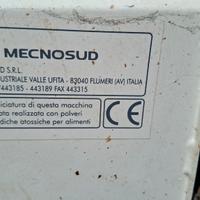 MECNOSUD
D S.R.L.
USTRIALE VALLE UFITA - 83040 FLUMERI (AV) ITALIA
443185 - 443189 FAX 443315
iciatura di questa macchina
ata realizzata con polveri
diche atossiche per alimenti
CE